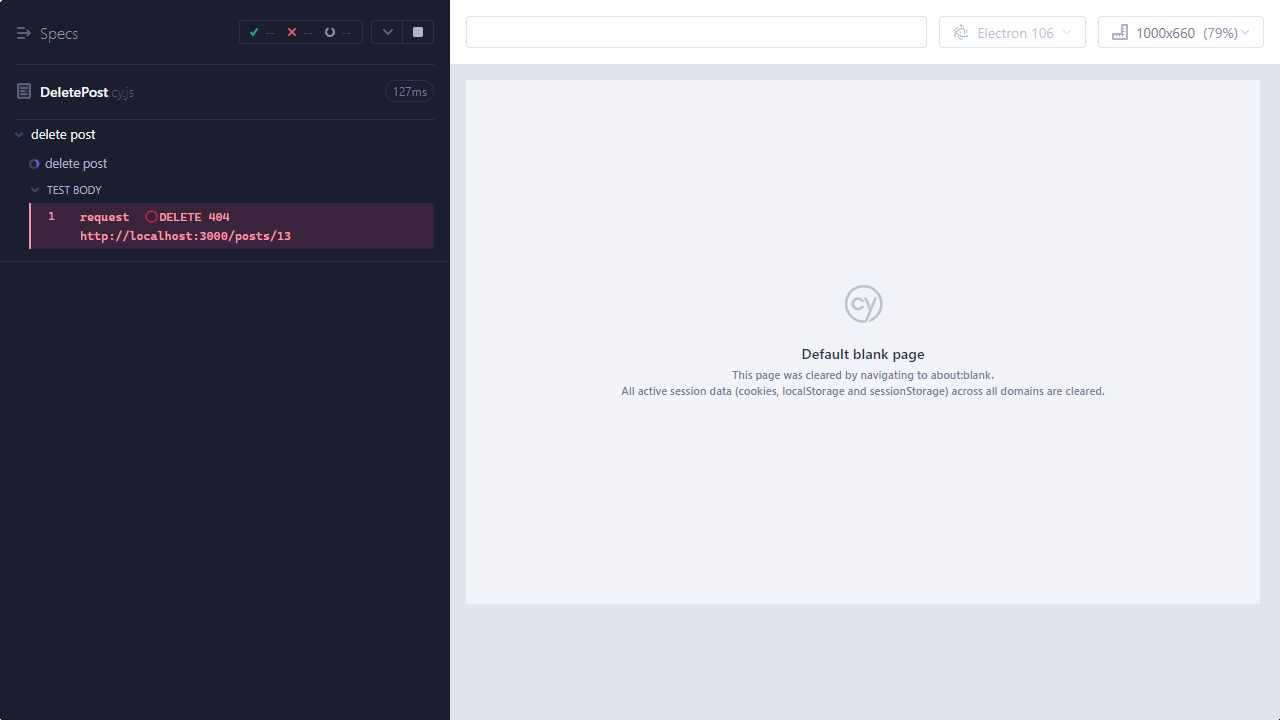 Specs
-- -- --
DeletePost.cy.js
127ms
delete post
delete post
TEST BODY
1 request DELETE 404
http://localhost:3000/posts/13
Electron 106
1000x660 (79%)
cy
Default blank page
This page was cleared by navigating to about:blank.
All active session data (cookies, localStorage and sessionStorage) across all domains are cleared.